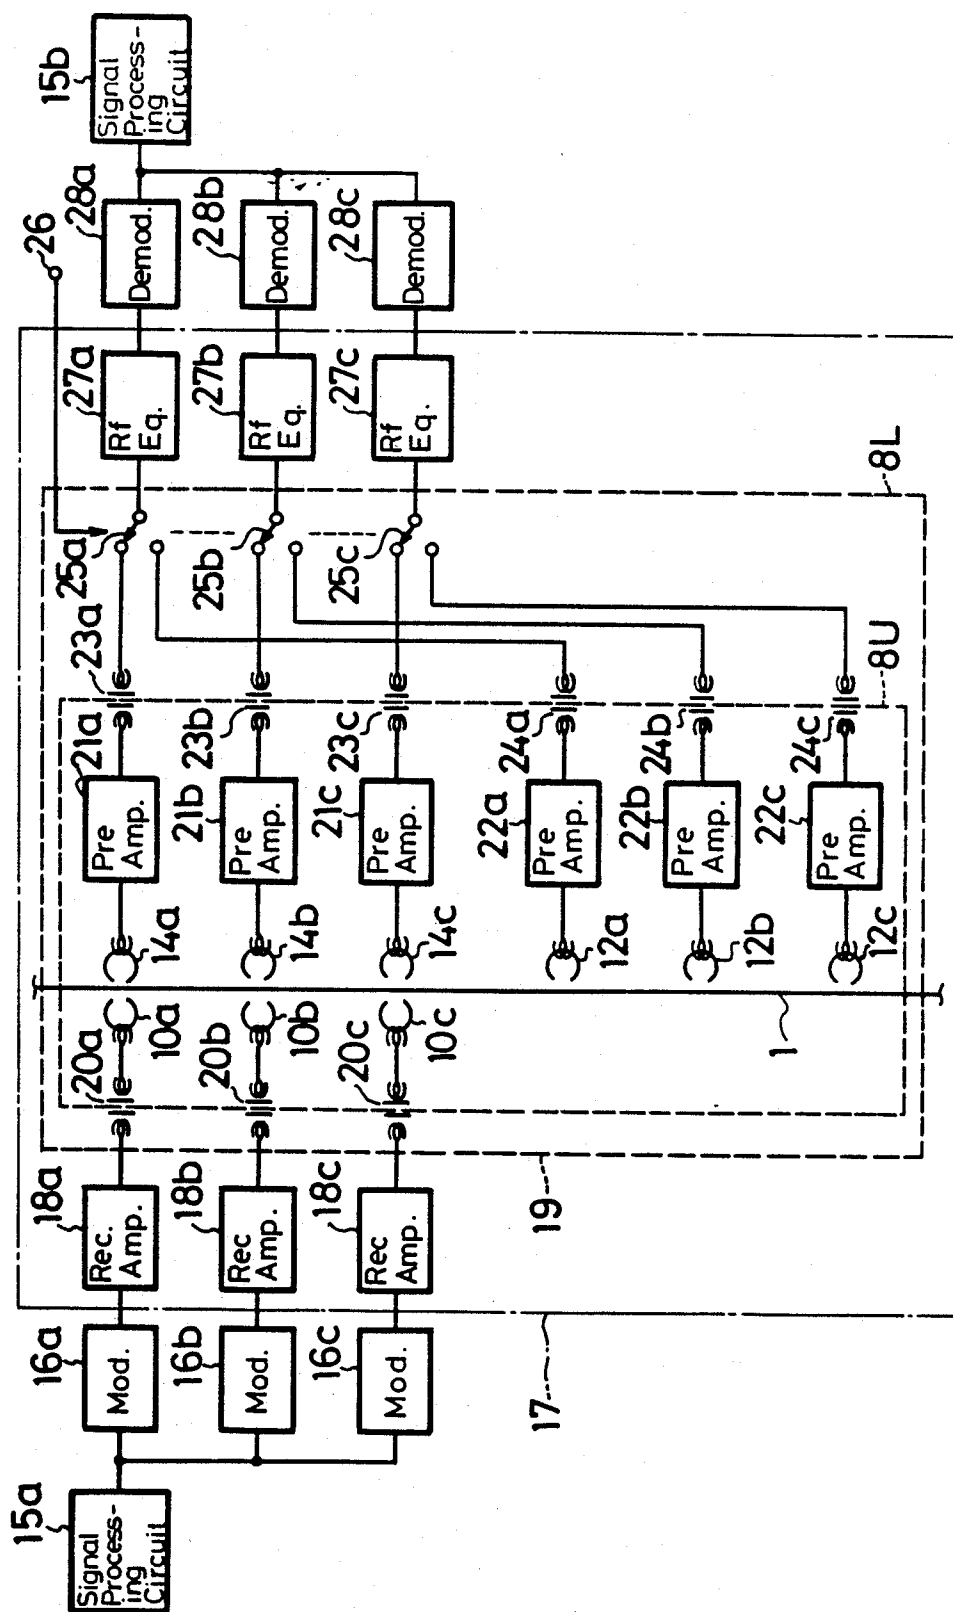 15a
Signal
Process-
ing
Circuit
16a
Mod.
16b
Mod.
16c
Mod.
17
18a
Rec.
Amp.
18b
Rec
Amp.
18c
Rec
Amp.
19
20a
20b
20c
10a
10b
10c
1
14a
14b
14c
12a
12b
12c
21a
Pre
Amp.
21b
Pre
Amp.
21c
Pre
Amp.
22a
Pre
Amp.
22b
Pre
Amp.
22c
Pre
Amp.
23a
23b
23c
24a
24b
24c
8U
8L
25a
25b
25c
26
27a
Rf
Eq.
27b
Rf
Eq.
27c
Rf
Eq.
28a
Demod.
28b
Demod.
28c
Demod.
15b
Signal
Process-
ing
Circuit